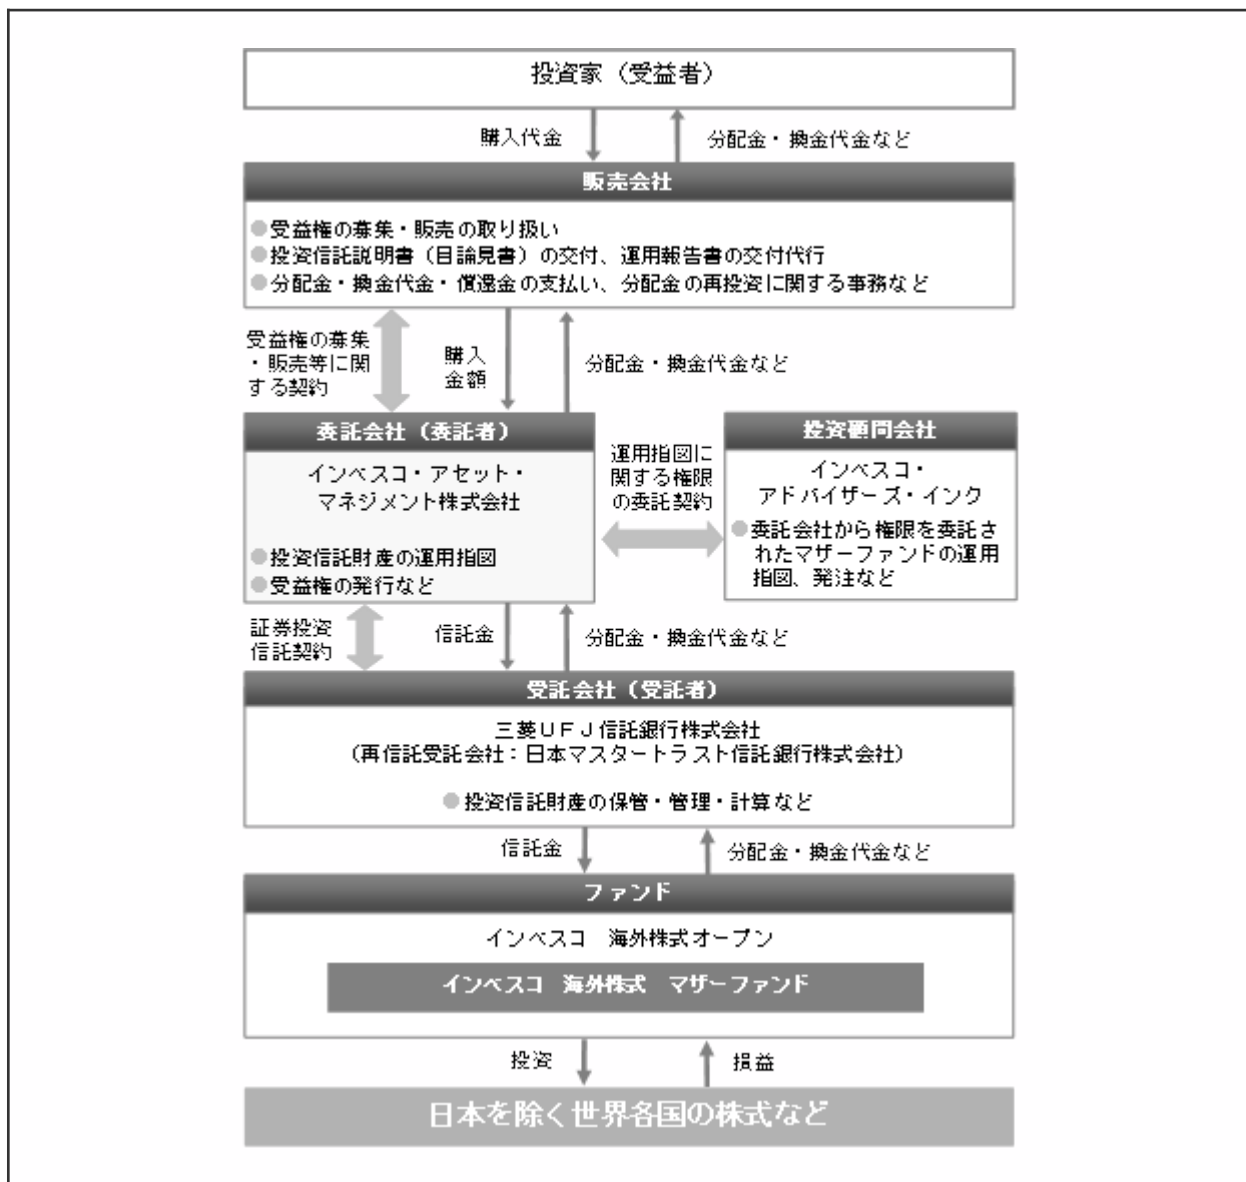 投資家（受益者）
購入代金
分配金・換金代金など
販売会社
●受益権の募集・販売の取り扱い
●投資信託説明書（目論見書）の交付、運用報告書の交付代行
●分配金・換金代金・償還金の支払い、分配金の再投資に関する事務など
受益権の募集
・販売等に関
する契約
購入
金額
分配金・換金代金など
委託会社（委託者）
インベスコ・アセット・
マネジメント株式会社
●投資信託財産の運用指図
●受益権の発行など
運用指図に
関する権限
の委託契約
投資顧問会社
インベスコ・
アドバイザーズ・インク
●委託会社から権限を委託さ
れたマザーファンドの運用
指図、発注など
証券投資
信託契約
信託金
分配金・換金代金など
受託会社（受託者）
三菱ＵＦＪ信託銀行株式会社
（再信託受託会社：日本マスタートラスト信託銀行株式会社）
●投資信託財産の保管・管理・計算など
信託金
分配金・換金代金など
ファンド
インベスコ　海外株式オープン
インベスコ　海外株式　マザーファンド
投資
損益
日本を除く世界各国の株式など